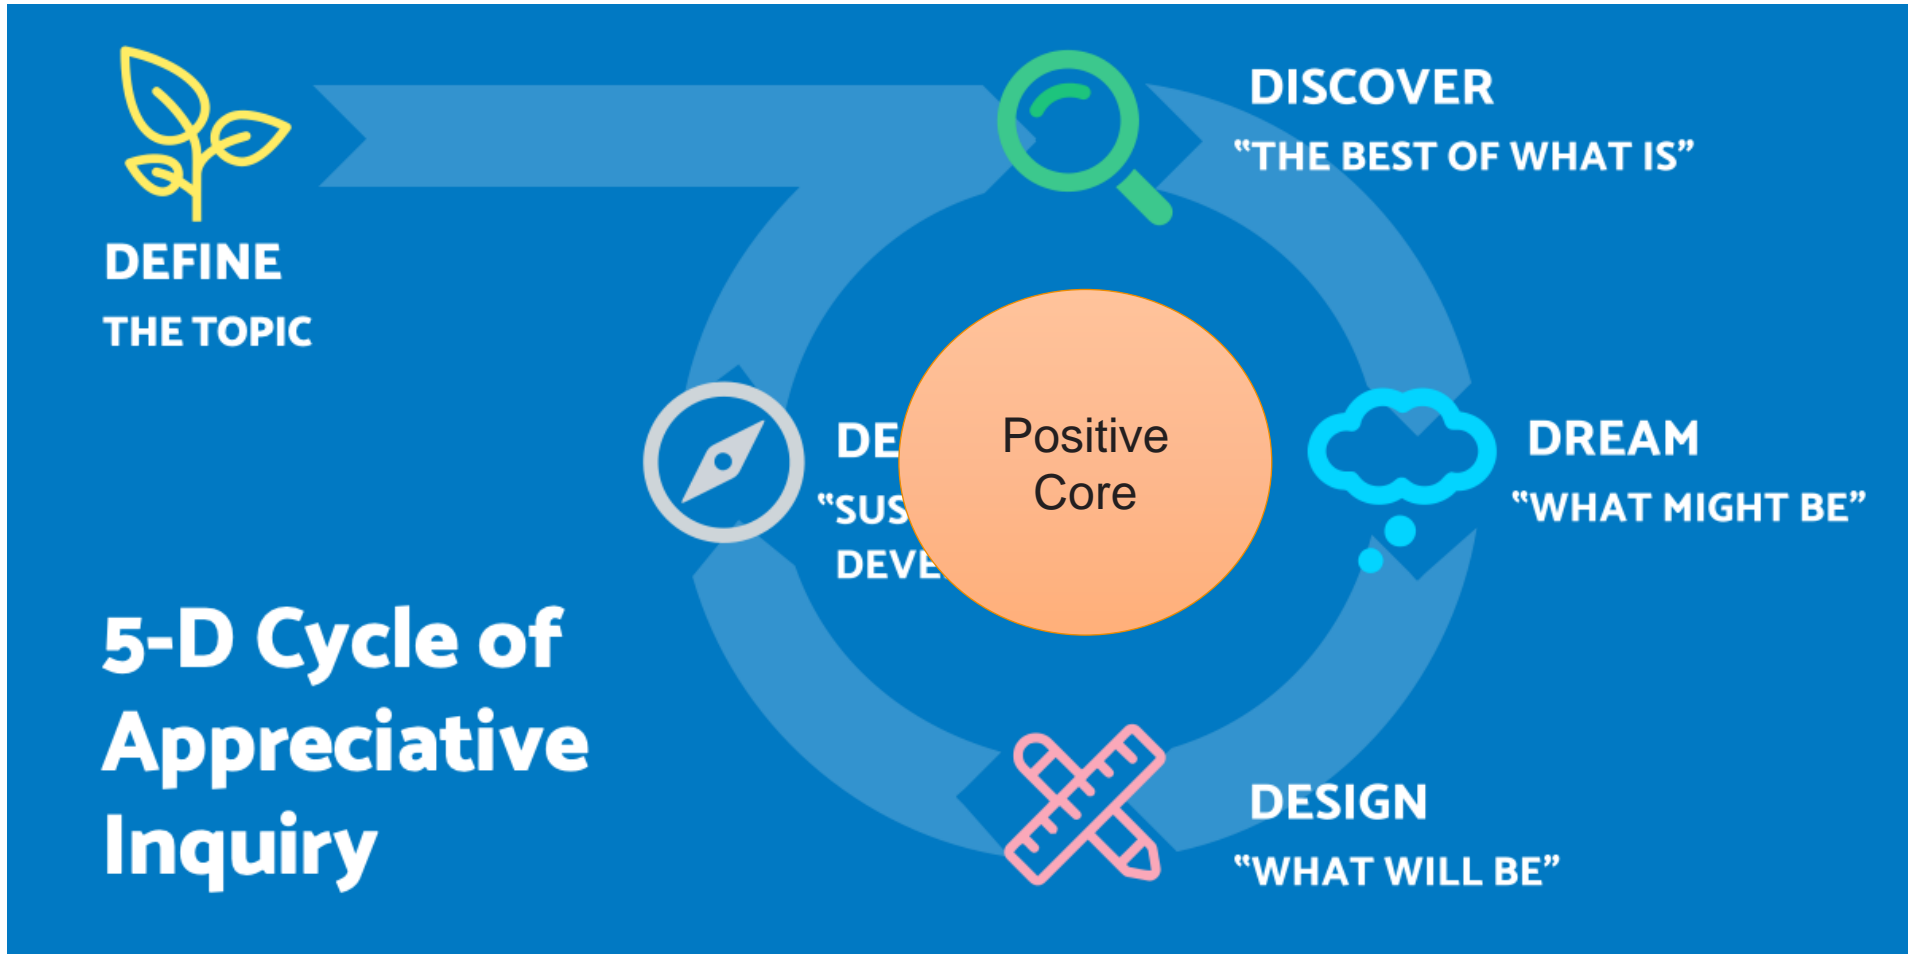 DEFINE
THE TOPIC
DISCOVER
“THE BEST OF WHAT IS”
Positive
Core
DREAM
“WHAT MIGHT BE”
DESIGN
“WHAT WILL BE”
5-D Cycle of
Appreciative
Inquiry